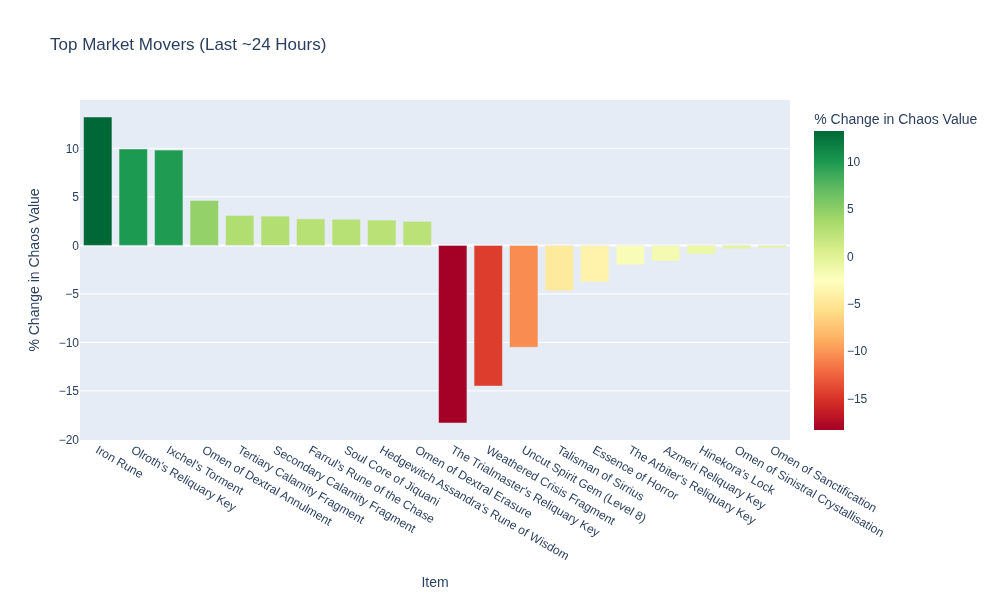 Top Market Movers (Last ~24 Hours)
% Change in Chaos Value
% Change in Chaos Value
10
5
0
−5
−10
−15
−20
10
5
0
−5
−10
−15
Iron Rune
Olroth's Reliquary Key
Ixchel's Torment
Omen of Dextral Annulment
Tertiary Calamity Fragment
Secondary Calamity Fragment
Farrul's Rune of the Chase
Soul Core of Jiquani
Hedgewitch Assandra's Rune of Wisdom
Omen of Dextral Erasure
The Trialmaster's Reliquary Key
Weathered Crisis Fragment
Uncut Spirit Gem (Level 8)
Talisman of Sirrius
Essence of Horror
The Arbiter's Reliquary Key
Azmeri Reliquary Key
Hinekora's Lock
Omen of Sinistral Crystallisation
Omen of Sanctification
Item